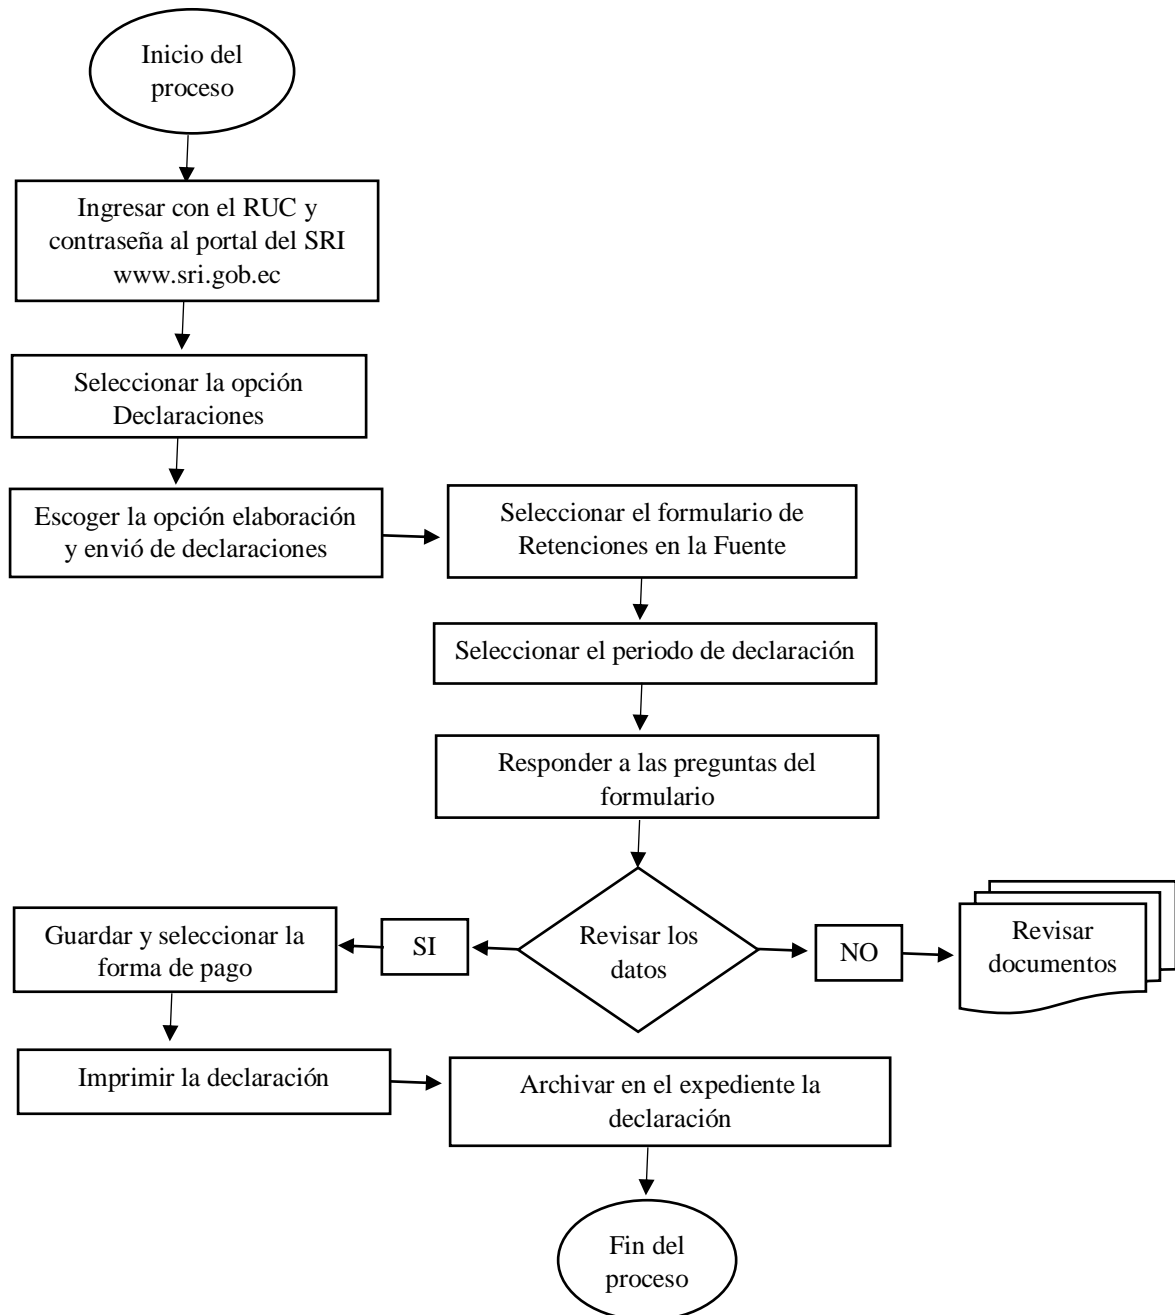 Inicio del
proceso
Ingresar con el RUC y
contraseña al portal del SRI
www.sri.gob.ec
Seleccionar la opción
Declaraciones
Escoger la opción elaboración
y envió de declaraciones
Seleccionar el formulario de
Retenciones en la Fuente
Seleccionar el periodo de declaración
Responder a las preguntas del
formulario
Revisar los
datos
SI
NO
Guardar y seleccionar la
forma de pago
Revisar
documentos
Imprimir la declaración
Archivar en el expediente la
declaración
Fin del
proceso